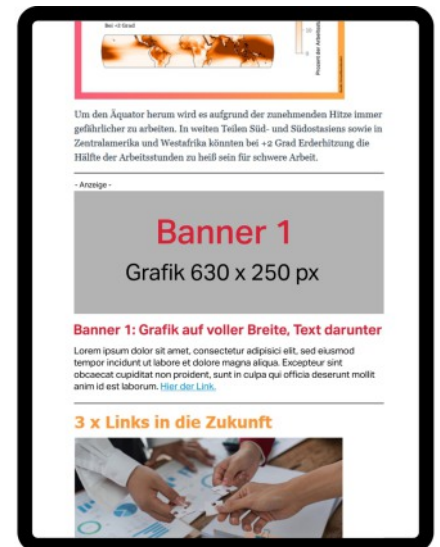 Bei +2 Grad
Prozent der Arbeitsstun
Um den Äquator herum wird es aufgrund der zunehmenden Hitze immer
gefährlicher zu arbeiten. In weiten Teilen Süd- und Südostasiens sowie in
Zentralamerika und Westafrika könnten bei +2 Grad Erderhitzung die
Hälfte der Arbeitsstunden zu heiß sein für schwere Arbeit.
- Anzeige -
Banner 1
Grafik 630 x 250 px
Banner 1: Grafik auf voller Breite, Text darunter
Lorem ipsum dolor sit amet, consectetur adipisici elit, sed eiusmod
tempor incidunt ut labore et dolore magna aliqua. Excepteur sint
obcaecat cupiditat non proident, sunt in culpa qui officia deserunt mollit
anim id est laborum. Hier der Link.
3 x Links in die Zukunft